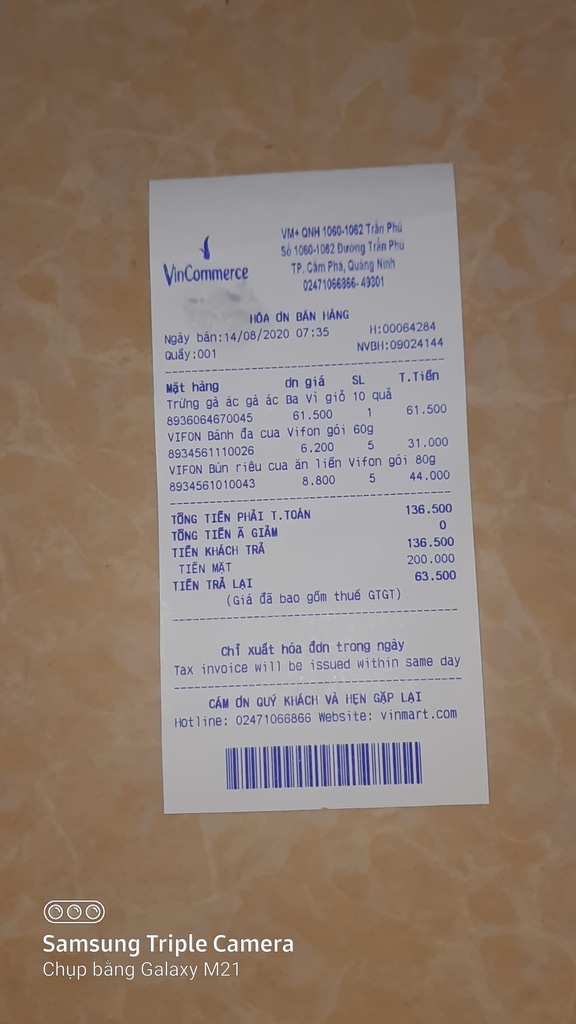 VinCommerce
VM+ QNH 1060-1062 Trần Phú
Số 1060-1062 Đường Trần Phú
TP. Cẩm Phả, Quảng Ninh
02471066866- 49301
HÓA ƠN BÁN HÀNG
Ngày bán:14/08/2020 07:35 H:00064284
Quầy:001 NVBH:09024144
Mặt hàng ơn giá SL T.Tiền
Trứng gà ác gà ác Ba Vì giỏ 10 quả
8936064670045 61.500 1 61.500
VIFON Bánh đa cua Vifon gói 60g
8934561110026 6.200 5 31.000
VIFON Bún riêu cua ăn liền Vifon gói 80g
8934561010043 8.800 5 44.000
TỔNG TIỀN PHẢI T.TOÁN 136.500
TỔNG TIỀN Ã GIẢM 0
TIỀN KHÁCH TRẢ 136.500
TIỀN MẶT 200.000
TIỀN TRẢ LẠI 63.500
(Giá đã bao gồm thuế GTGT)
Chỉ xuất hóa đơn trong ngày
Tax invoice will be issued within same day
CẢM ƠN QUÝ KHÁCH VÀ HẸN GẶP LẠI
Hotline: 02471066866 Website: vinmart.com
Samsung Triple Camera
Chụp bằng Galaxy M21